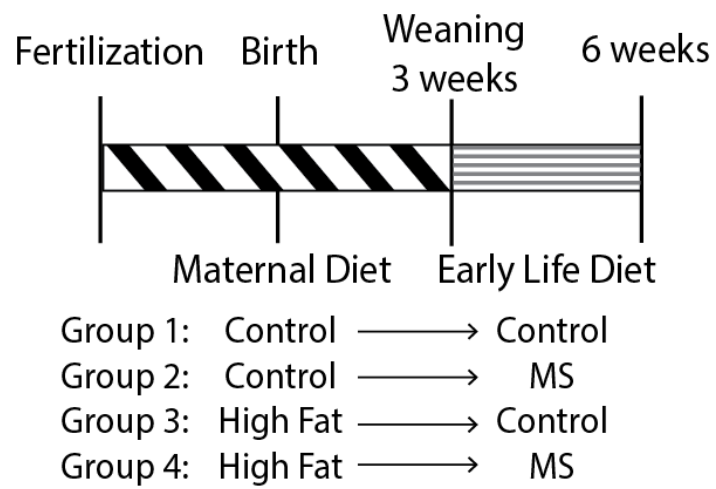 Fertilization Birth Weaning 3 weeks 6 weeks
Maternal Diet Early Life Diet
Group 1: Control → Control
Group 2: Control → MS
Group 3: High Fat → Control
Group 4: High Fat → MS